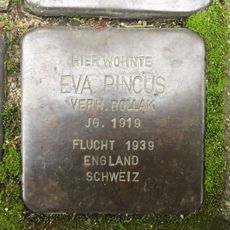 HIER WOHNTE
EVA PINCUS
VERH. BOLLAK
JG. 1919
FLUCHT 1939
ENGLAND
SCHWEIZ